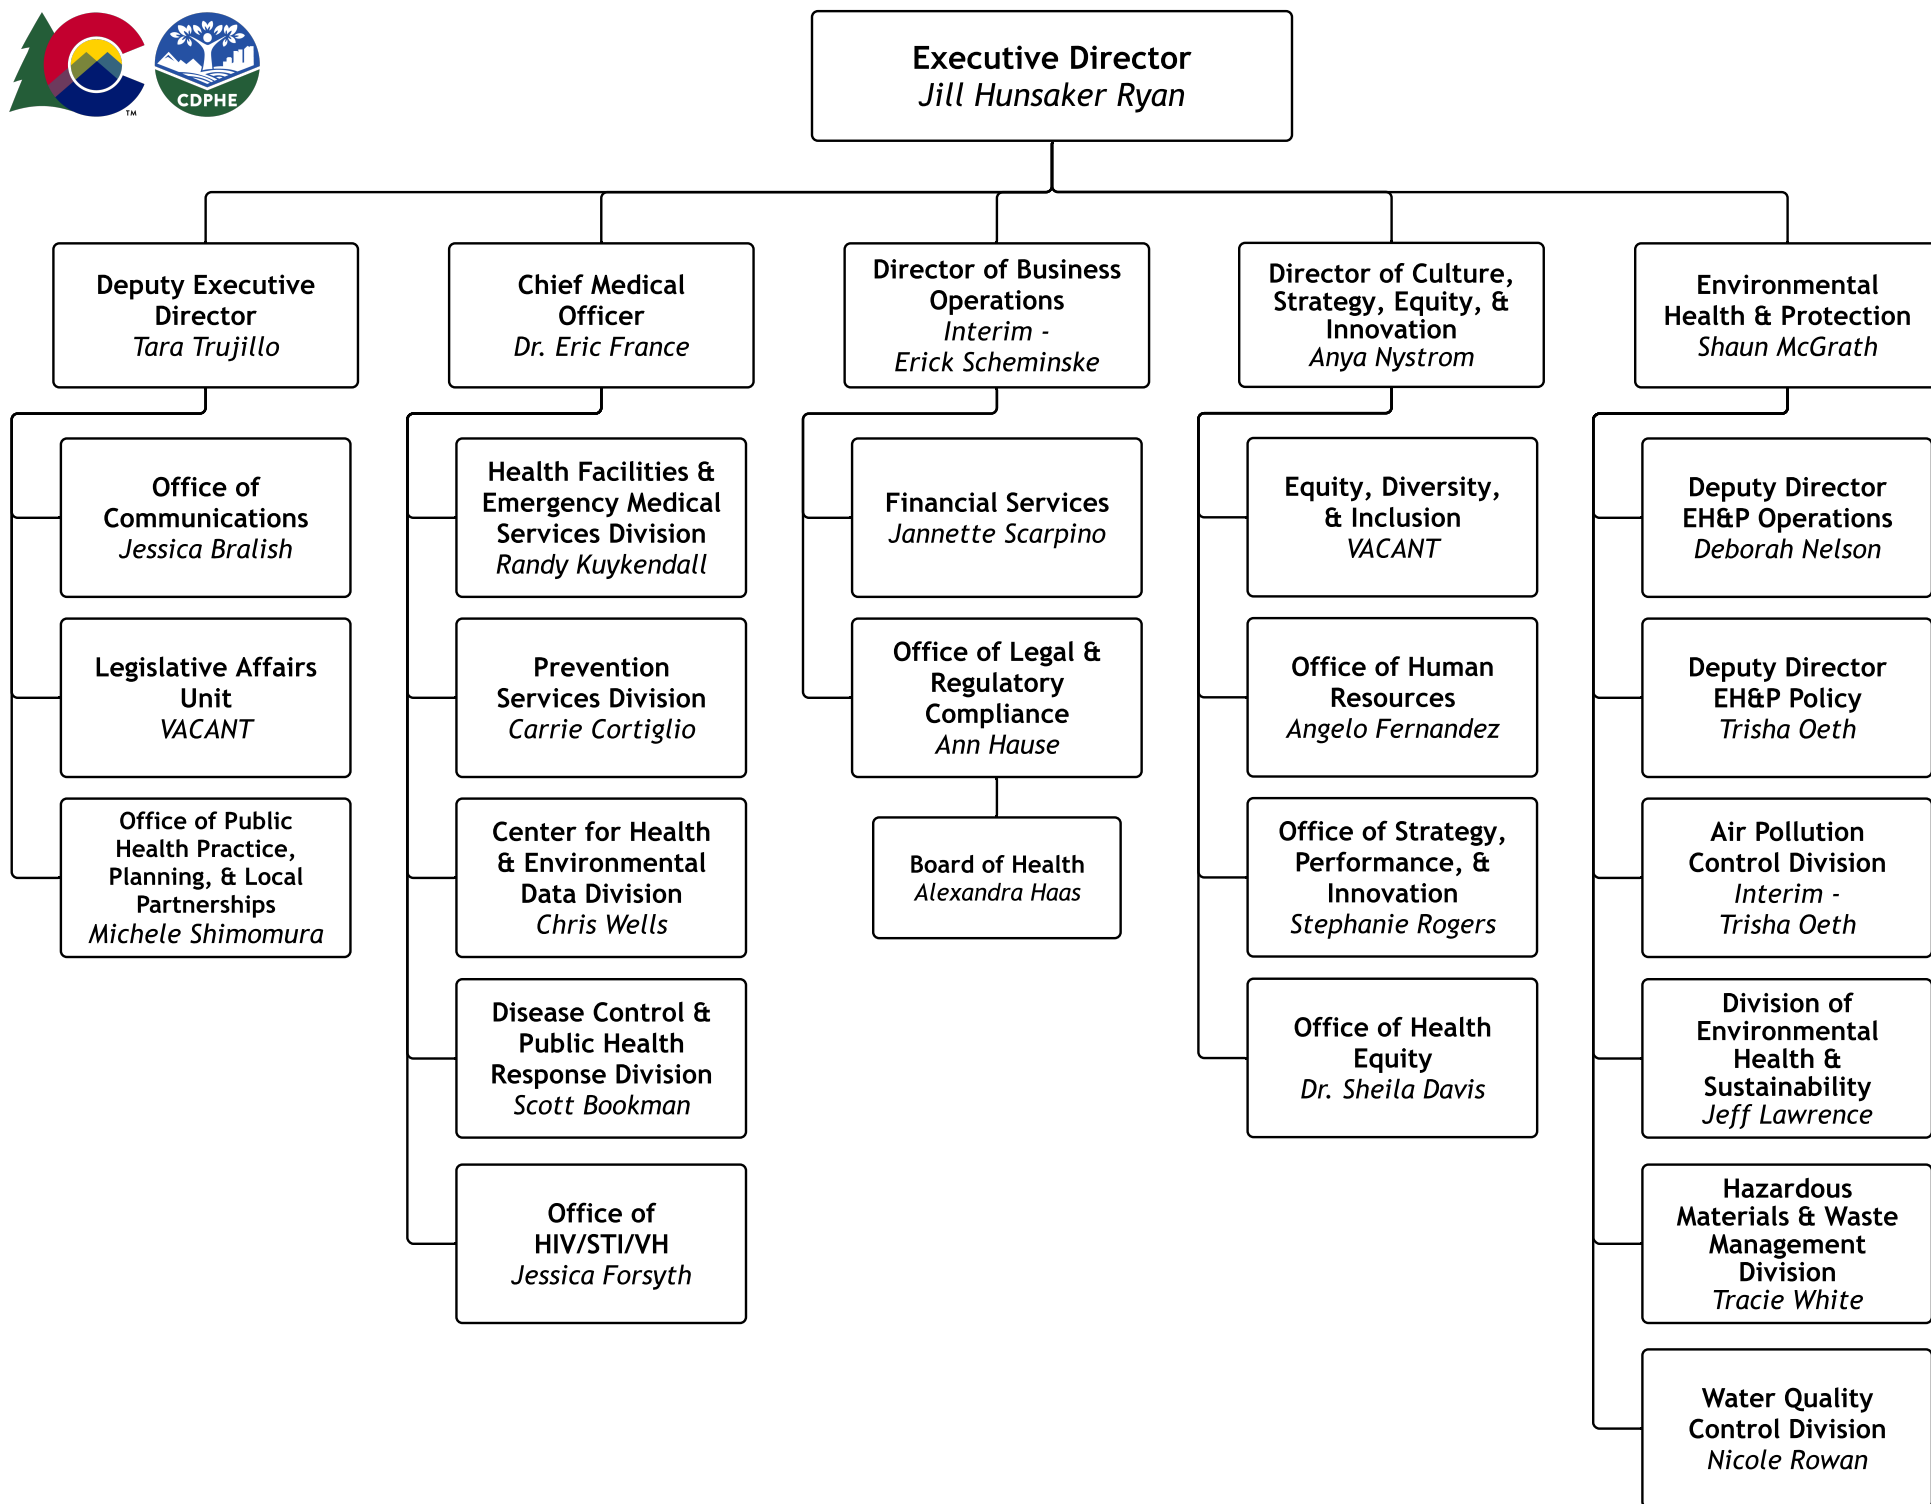 CDPHE
TM
Executive Director
Jill Hunsaker Ryan
Deputy Executive
Director
Tara Trujillo
Office of
Communications
Jessica Bralish
Legislative Affairs
Unit
VACANT
Office of Public
Health Practice,
Planning, & Local
Partnerships
Michele Shimomura
Chief Medical
Officer
Dr. Eric France
Health Facilities &
Emergency Medical
Services Division
Randy Kuykendall
Prevention
Services Division
Carrie Cortiglio
Center for Health
& Environmental
Data Division
Chris Wells
Disease Control &
Public Health
Response Division
Scott Bookman
Office of
HIV/STI/VH
Jessica Forsyth
Director of Business
Operations
Interim -
Erick Scheminske
Financial Services
Jannette Scarpino
Office of Legal &
Regulatory
Compliance
Ann Hause
Board of Health
Alexandra Haas
Director of Culture,
Strategy, Equity, &
Innovation
Anya Nystrom
Equity, Diversity,
& Inclusion
VACANT
Office of Human
Resources
Angelo Fernandez
Office of Strategy,
Performance, &
Innovation
Stephanie Rogers
Office of Health
Equity
Dr. Sheila Davis
Environmental
Health & Protection
Shaun McGrath
Deputy Director
EH&P Operations
Deborah Nelson
Deputy Director
EH&P Policy
Trisha Oeth
Air Pollution
Control Division
Interim -
Trisha Oeth
Division of
Environmental
Health &
Sustainability
Jeff Lawrence
Hazardous
Materials & Waste
Management
Division
Tracie White
Water Quality
Control Division
Nicole Rowan